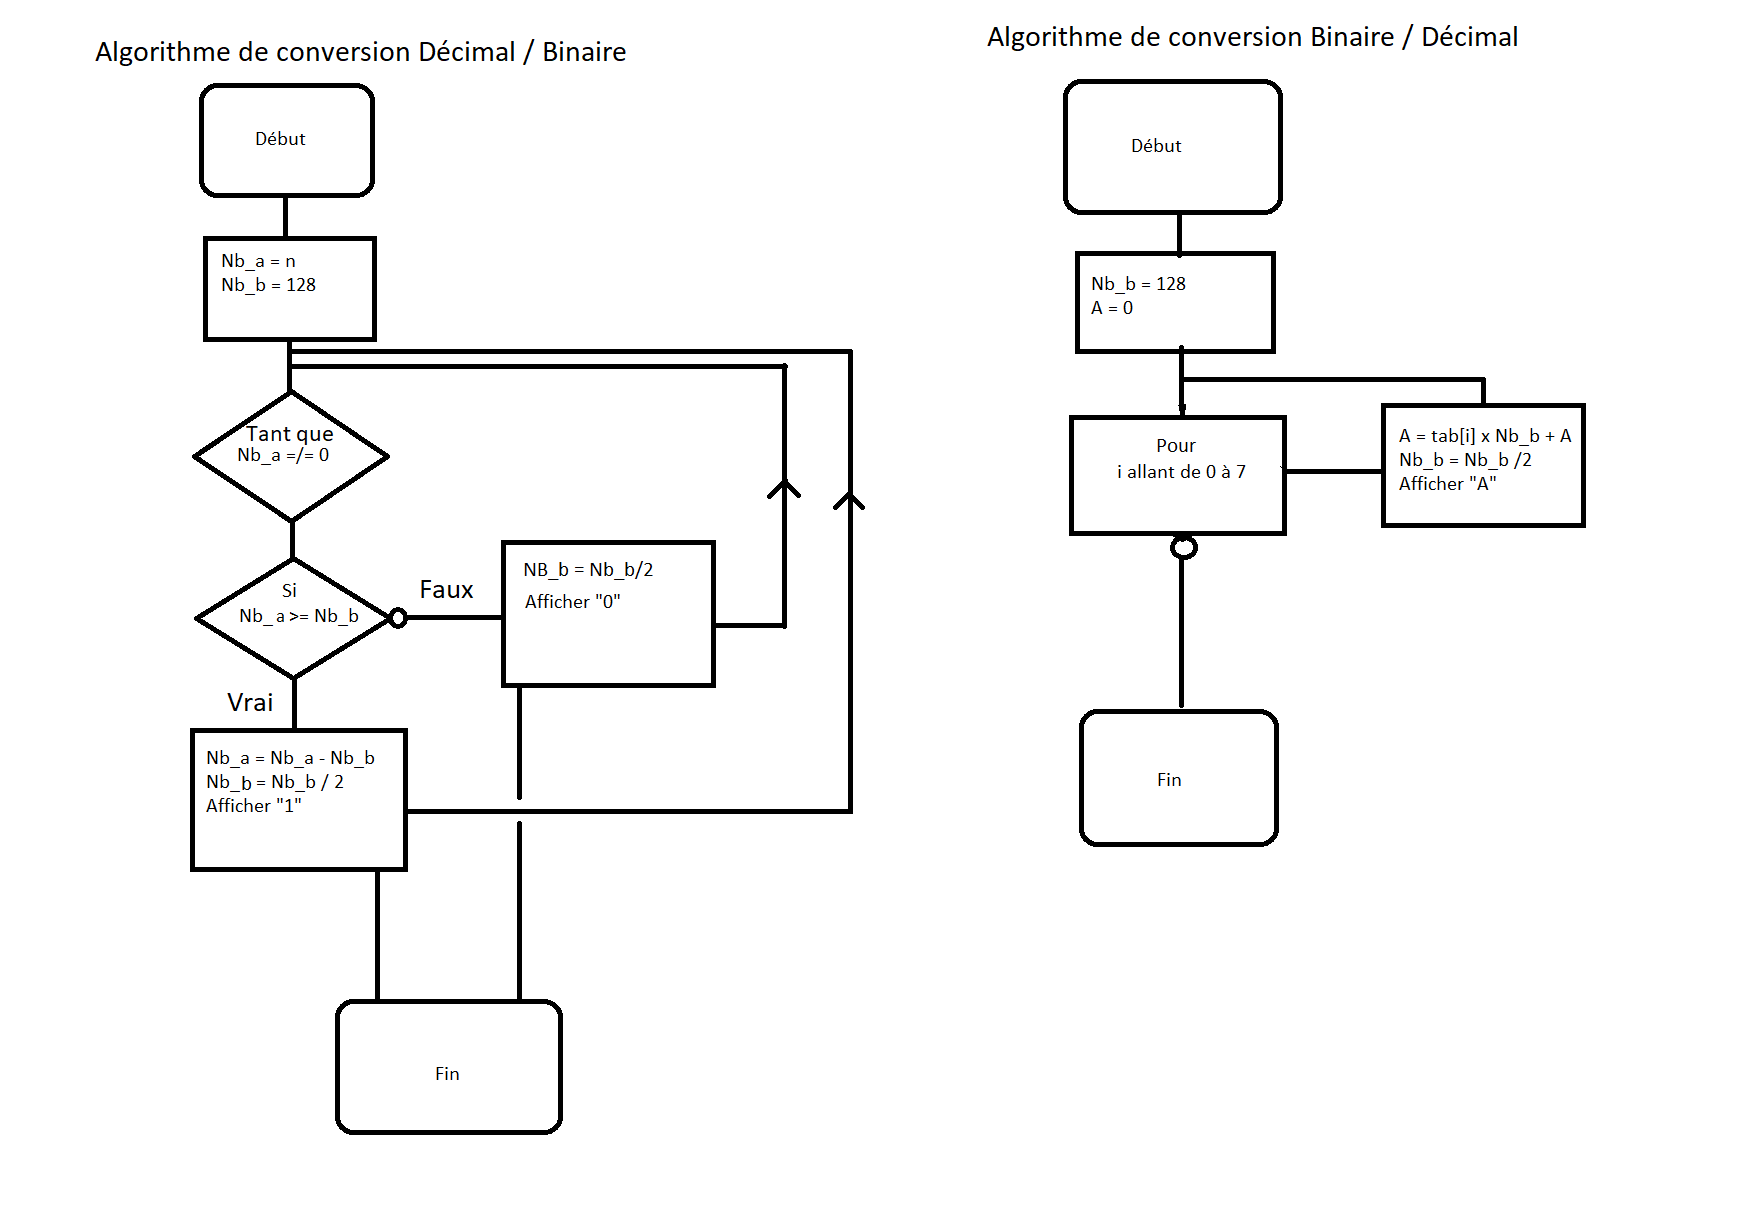 Algorithme de conversion Décimal / Binaire
Début
Nb_a = n
Nb_b = 128
Tant que
Nb_a =/= 0
Si
Nb_a >= Nb_b
Faux
NB_b = Nb_b/2
Afficher "0"
Vrai
Nb_a = Nb_a - Nb_b
Nb_b = Nb_b / 2
Afficher "1"
Fin
Algorithme de conversion Binaire / Décimal
Début
Nb_b = 128
A = 0
Pour
i allant de 0 à 7
A = tab[i] x Nb_b + A
Nb_b = Nb_b /2
Afficher "A"
Fin